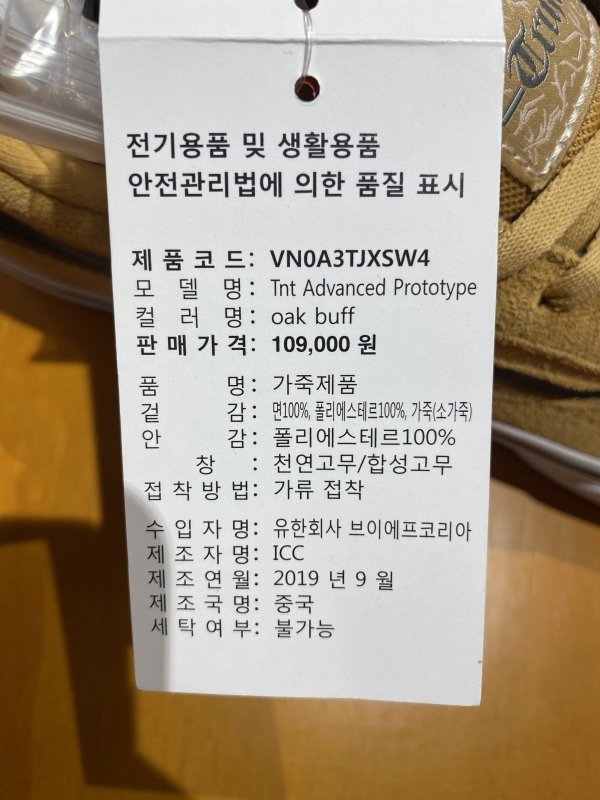 전기용품 및 생활용품
안전관리법에 의한 품질 표시
제품코드: VN0A3TJXSW4
모델명: Tnt Advanced Prototype
컬러명: oak buff
판매가격: 109,000 원
품명: 가죽제품
겉감: 면100%, 폴리에스테르100%, 가죽(소가죽)
안감: 폴리에스테르100%
창: 천연고무/합성고무
접착방법: 가류 접착
수입자명: 유한회사 브이에프코리아
제조자명: ICC
제조연월: 2019 년 9 월
제조국명: 중국
세탁여부: 불가능